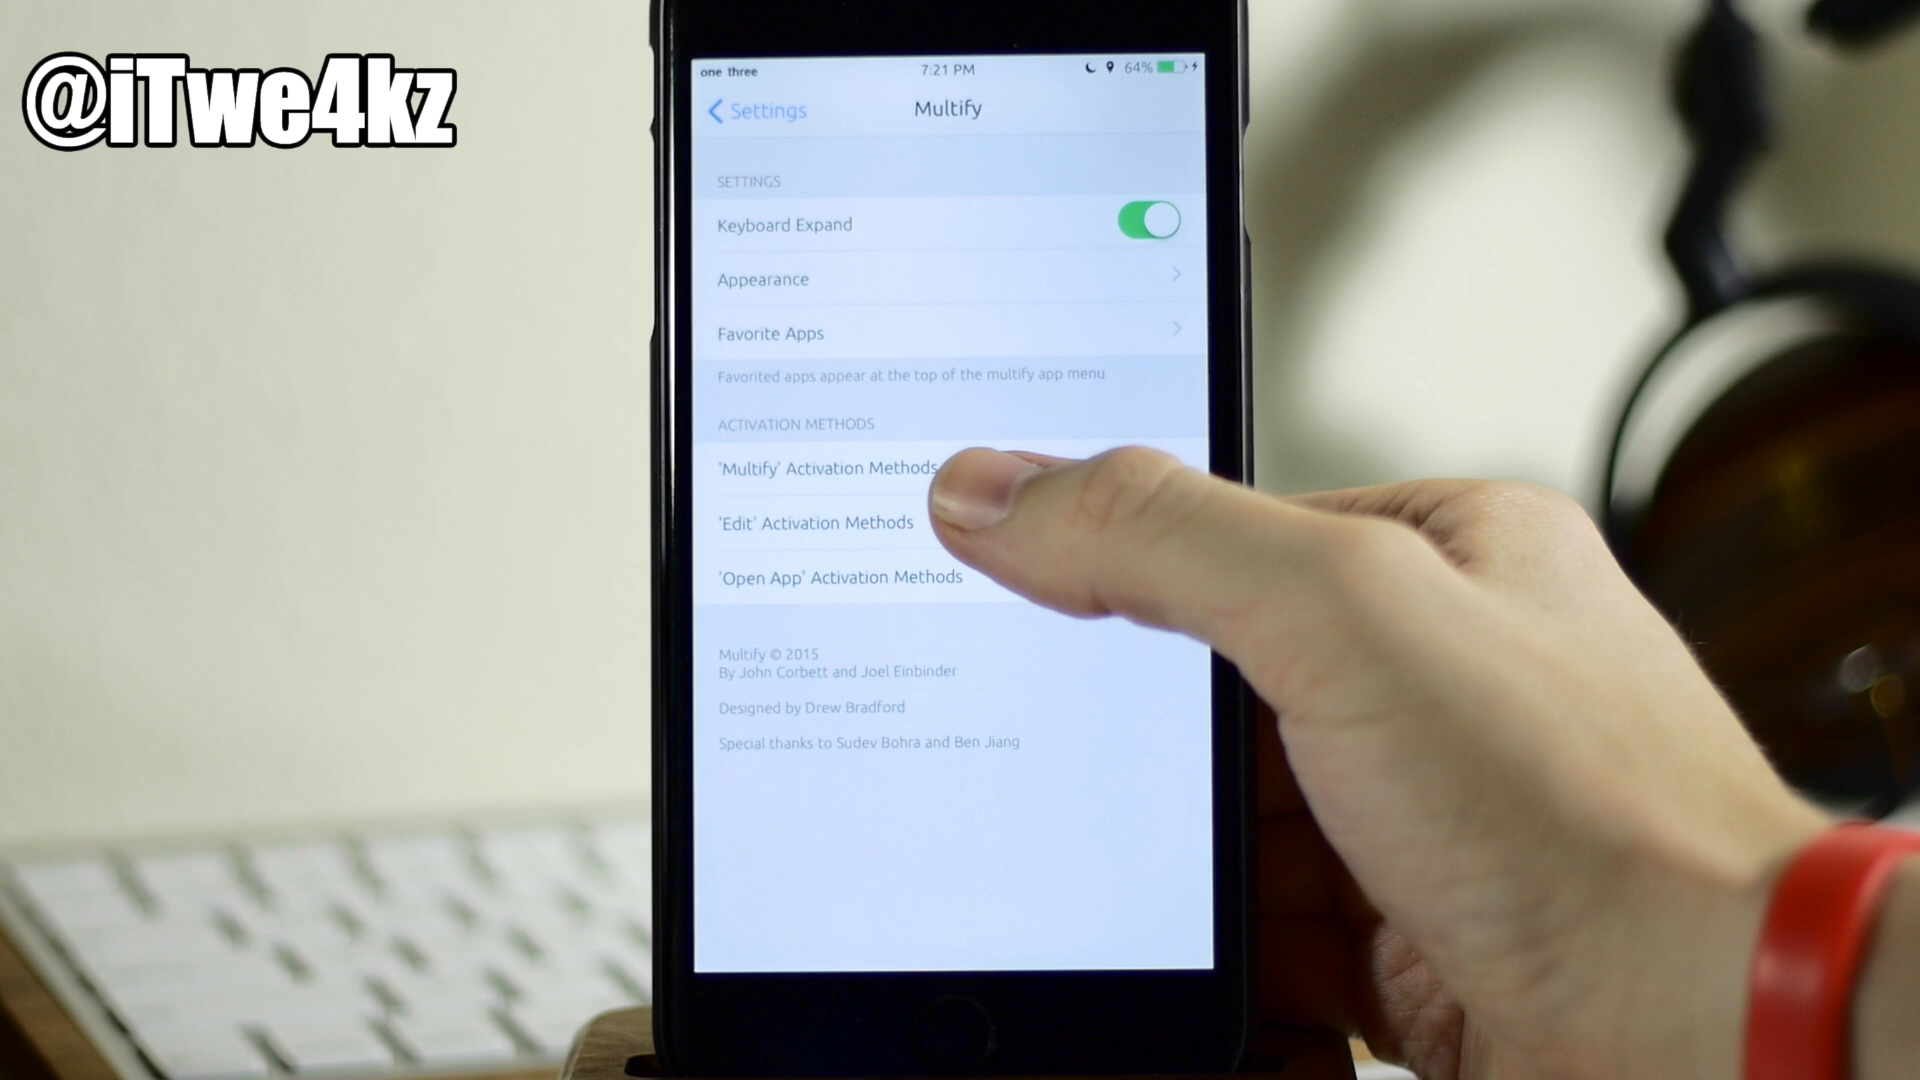 @iTwe4kz
one three 7:21 PM 64%
Settings Multify
SETTINGS
Keyboard Expand
Appearance
Favorite Apps
Favorited apps appear at the top of the multify app menu
ACTIVATION METHODS
'Multify' Activation Methods
'Edit' Activation Methods
'Open App' Activation Methods
Multify © 2015
By John Corbett and Joel Einbinder
Designed by Drew Bradford
Special thanks to Sudev Bohra and Ben Jiang